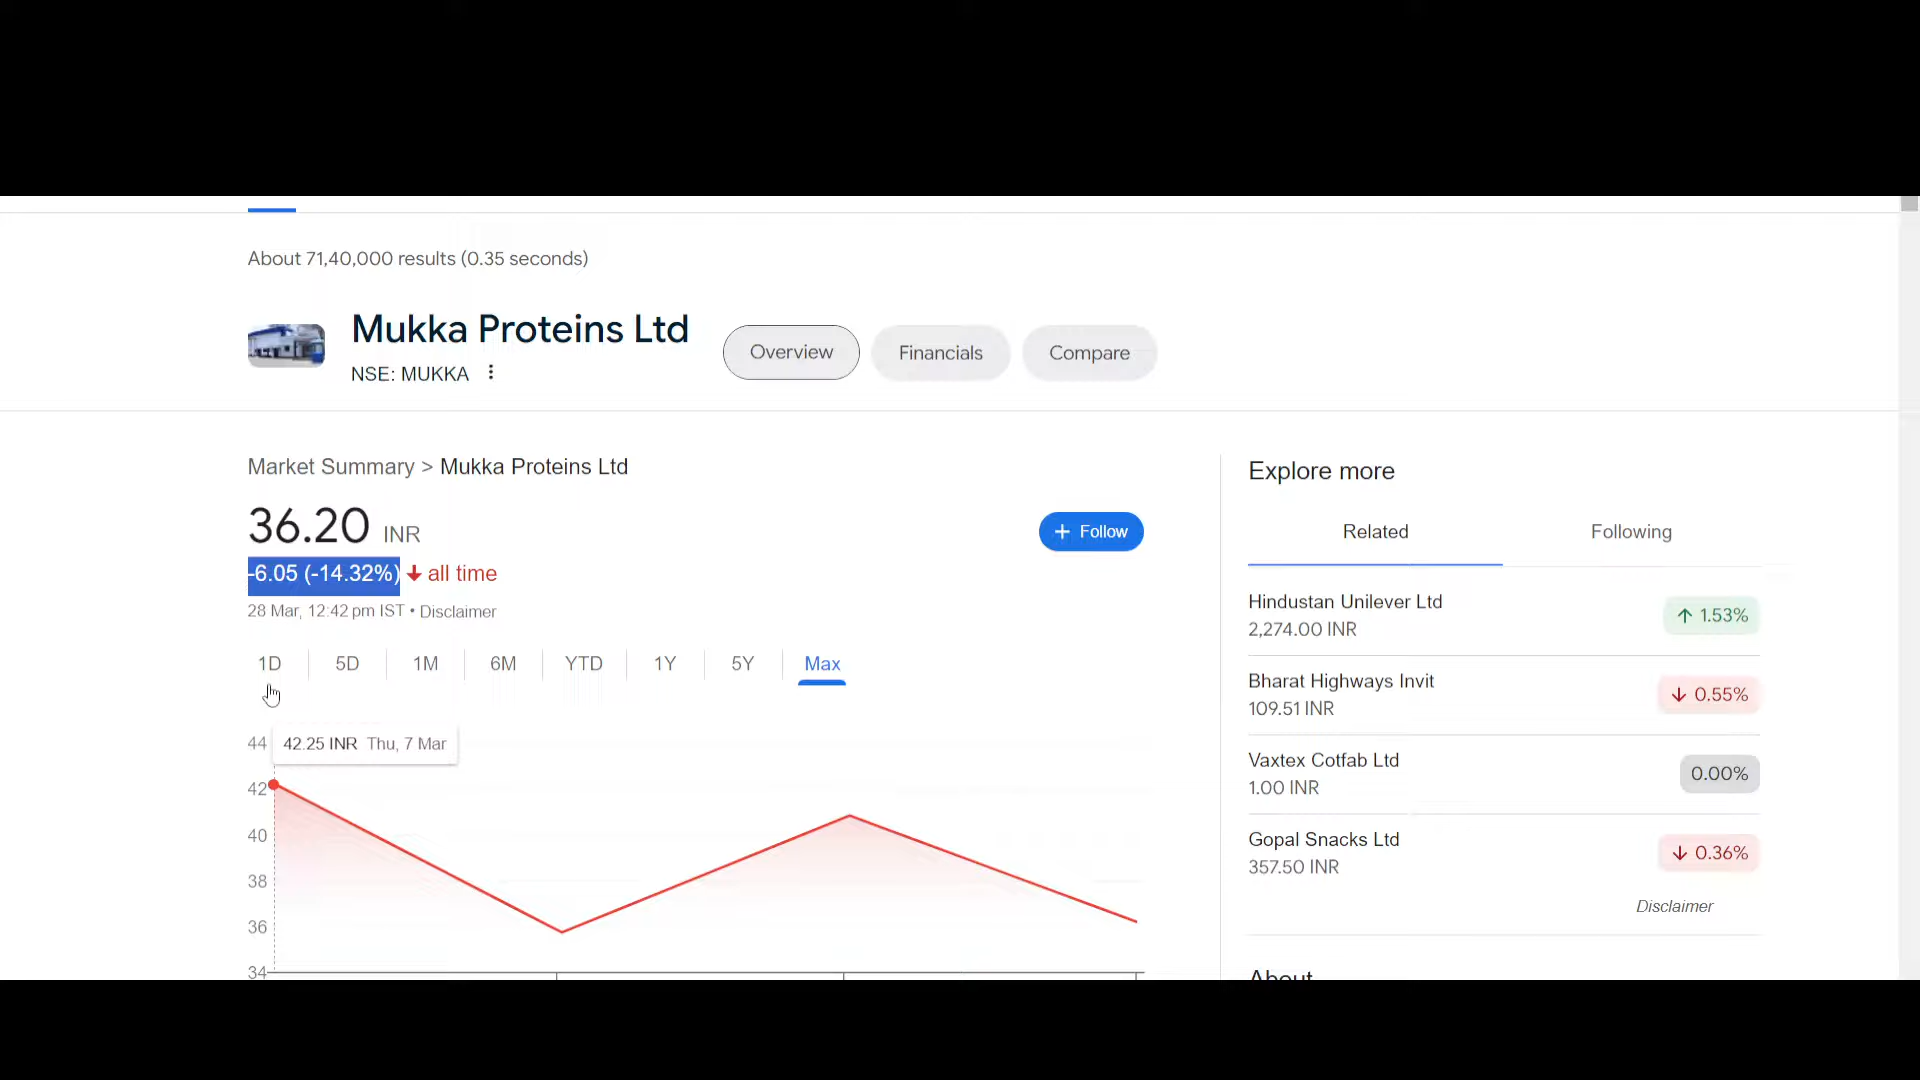 About 71,40,000 results (0.35 seconds)
Mukka Proteins Ltd
NSE: MUKKA
Overview
Financials
Compare
Market Summary > Mukka Proteins Ltd
36.20 INR
-6.05 (-14.32%) all time
28 Mar, 12:42 pm IST • Disclaimer
+ Follow
1D 5D 1M 6M YTD 1Y 5Y Max
42.25 INR Thu, 7 Mar
44
42
40
38
36
34
Explore more
Related Following
Hindustan Unilever Ltd
2,274.00 INR
1.53%
Bharat Highways Invit
109.51 INR
0.55%
Vaxtex Cotfab Ltd
1.00 INR
0.00%
Gopal Snacks Ltd
357.50 INR
0.36%
Disclaimer
About